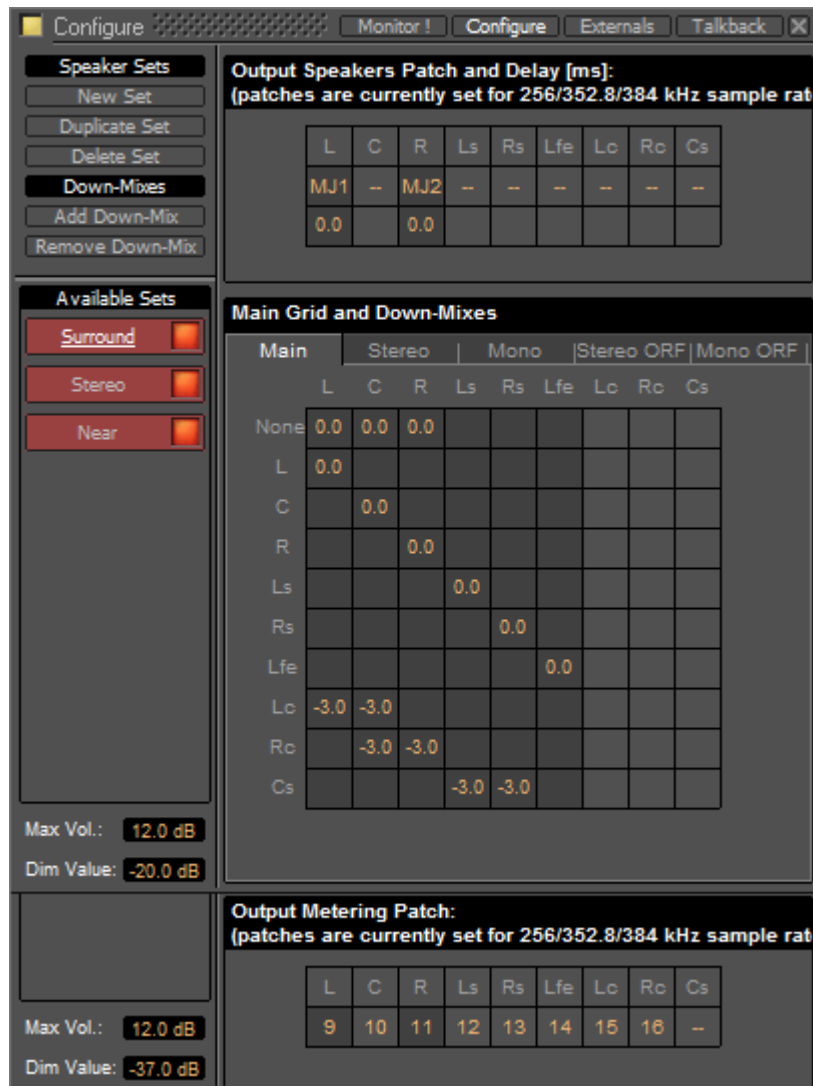 Configure Monitor ! Configure Externals Talkback
Speaker Sets
New Set
Duplicate Set
Delete Set
Down-Mixes
Add Down-Mix
Remove Down-Mix
Available Sets
Surround
Stereo
Near
Max Vol.: 12.0 dB
Dim Value: -20.0 dB
Output Speakers Patch and Delay [ms]:
(patches are currently set for 256/352.8/384 kHz sample rat
L C R Ls Rs Lfe Lc Rc Cs
MJ1 -- MJ2 -- -- -- -- -- --
0.0 0.0
Main Grid and Down-Mixes
Main Stereo | Mono |Stereo ORF|Mono ORF |
L C R Ls Rs Lfe Lc Rc Cs
None 0.0 0.0 0.0
L 0.0
C 0.0
R 0.0
Ls 0.0
Rs 0.0
Lfe 0.0
Lc -3.0 -3.0
Rc -3.0 -3.0
Cs -3.0 -3.0
Max Vol.: 12.0 dB
Dim Value: -37.0 dB
Output Metering Patch:
(patches are currently set for 256/352.8/384 kHz sample rat
L C R Ls Rs Lfe Lc Rc Cs
9 10 11 12 13 14 15 16 --